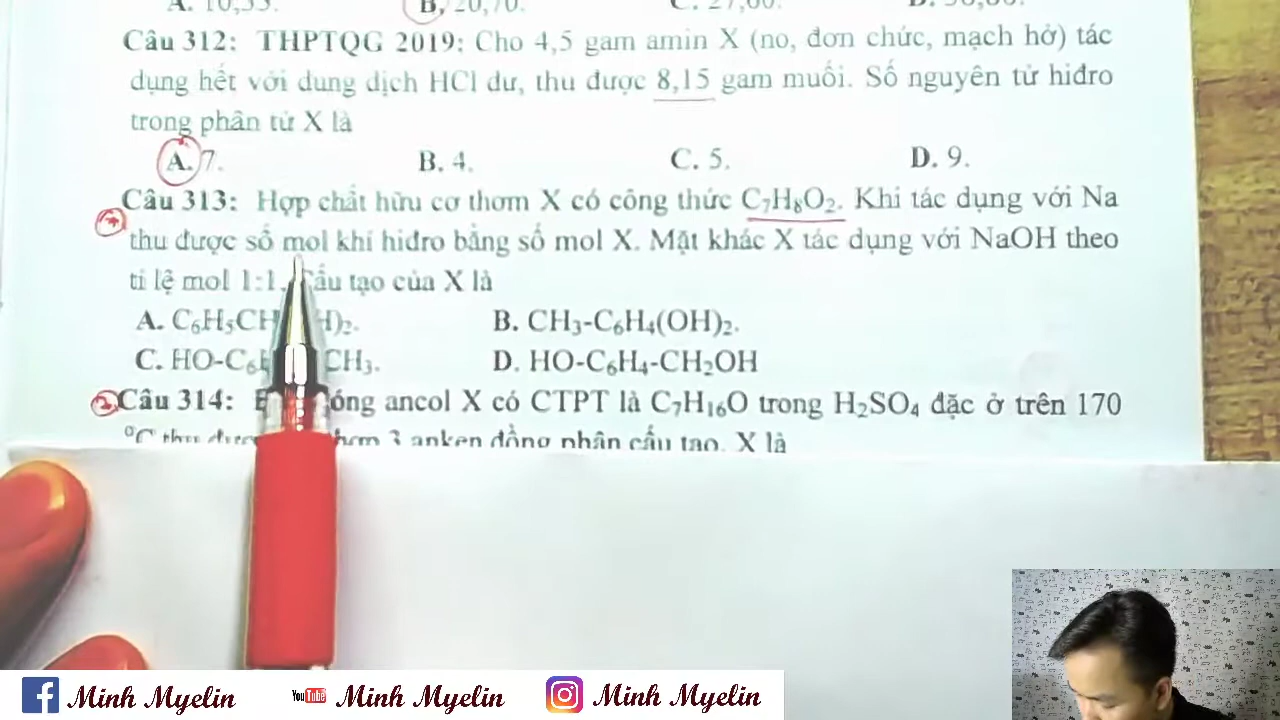 Câu 312: THPTQG 2019: Cho 4,5 gam amin X (no, đơn chức, mạch hở) tác
dụng hết với dung dịch HCl dư, thu được 8,15 gam muối. Số nguyên tử hiđro
trong phân tử X là
A. 7. B. 4. C. 5. D. 9.
Câu 313: Hợp chất hữu cơ thơm X có công thức C₇H₈O₂. Khi tác dụng với Na
thu được số mol khí hiđro bằng số mol X. Mặt khác X tác dụng với NaOH theo
tỉ lệ mol 1:1. Cấu tạo của X là
A. C₆H₅CH H)₂. B. CH₃-C₆H₄(OH)₂.
C. HO-C₆ CH₃. D. HO-C₆H₄-CH₂OH
Câu 314: óng ancol X có CTPT là C₇H₁₆O trong H₂SO₄ đặc ở trên 170
⁰C 3 anken đồng phân cấu tạo. X là
Minh Myelin
YouTube Minh Myelin
Minh Myelin